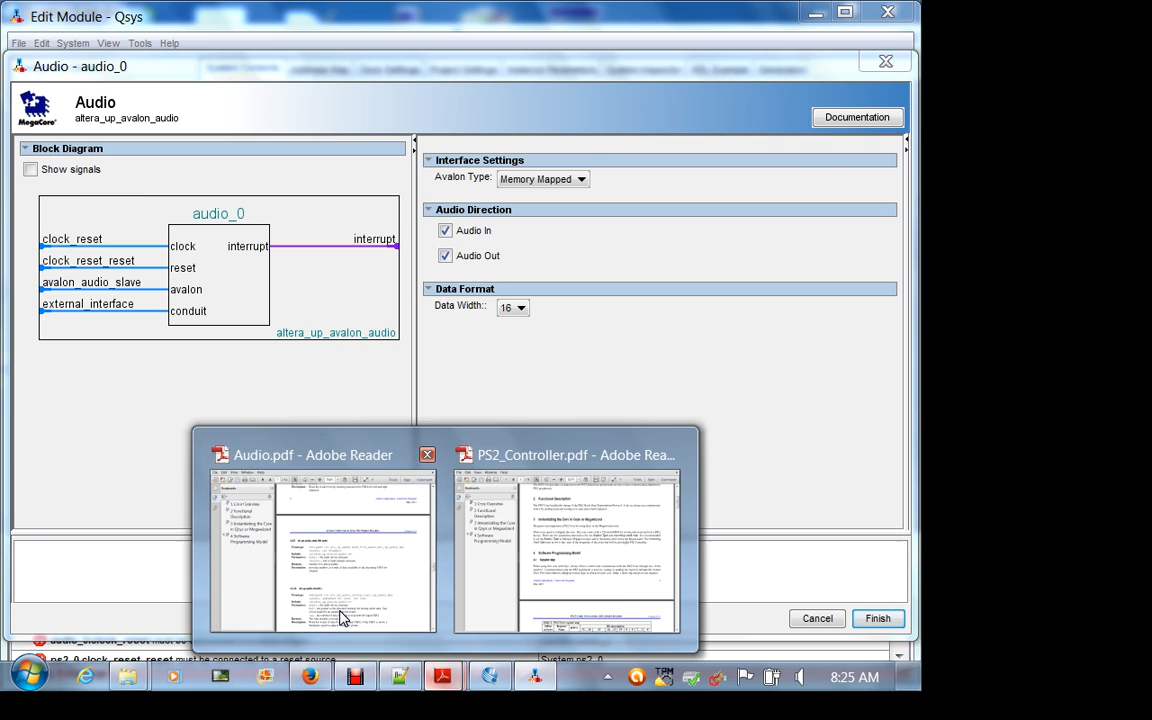 Edit Module - Qsys
File Edit System View Tools Help
Audio - audio_0
MegaCore
Audio
altera_up_avalon_audio
Documentation
Block Diagram
Show signals
audio_0
clock_reset
clock_reset_reset
avalon_audio_slave
external_interface
clock
reset
avalon
conduit
interrupt
interrupt
altera_up_avalon_audio
Interface Settings
Avalon Type: Memory Mapped
Audio Direction
Audio In
Audio Out
Data Format
Data Width:: 16
Audio.pdf - Adobe Reader
PS2_Controller.pdf - Adobe Rea...
Cancel
Finish
ps2_0.clock_reset_reset must be connected to a reset source
System.ps2_0
TPM
8:25 AM